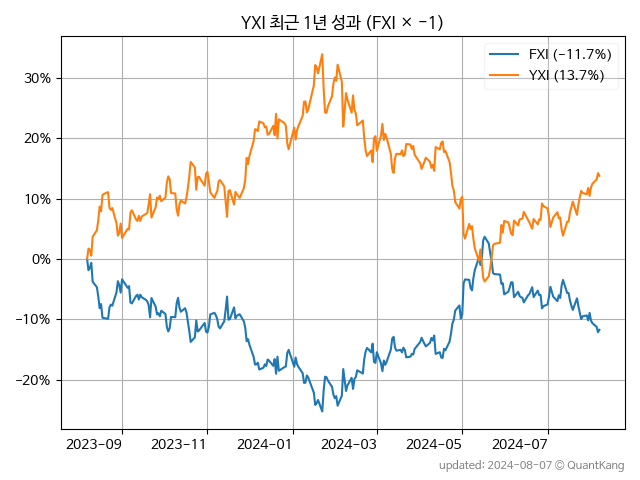 YXI 최근 1년 성과 (FXI × -1)
FXI (-11.7%)
YXI (13.7%)
30%
20%
10%
0%
-10%
-20%
2023-09 2023-11 2024-01 2024-03 2024-05 2024-07
updated: 2024-08-07 © QuantKang